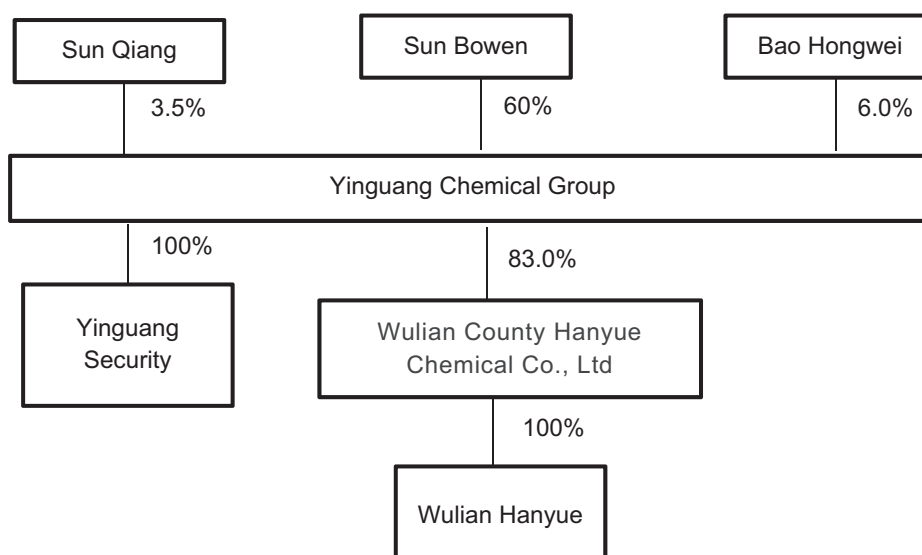 Sun Qiang
Sun Bowen
Bao Hongwei
3.5%
60%
6.0%
Yinguang Chemical Group
100%
83.0%
Yinguang
Security
Wulian County Hanyue
Chemical Co., Ltd
100%
Wulian Hanyue